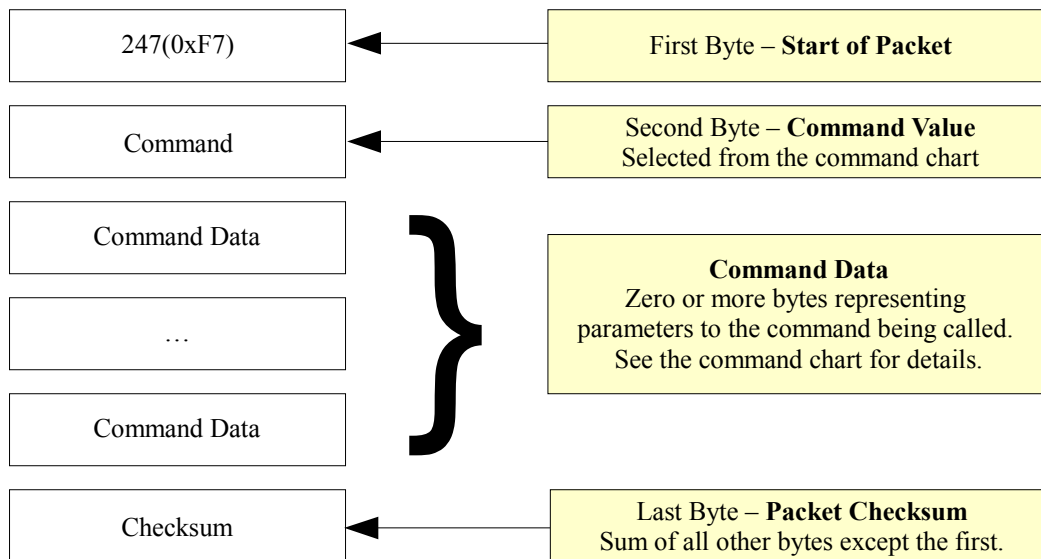 247(0xF7)
First Byte – Start of Packet
Command
Second Byte – Command Value
Selected from the command chart
Command Data
...
Command Data
Command Data
Zero or more bytes representing
parameters to the command being called.
See the command chart for details.
Checksum
Last Byte – Packet Checksum
Sum of all other bytes except the first.